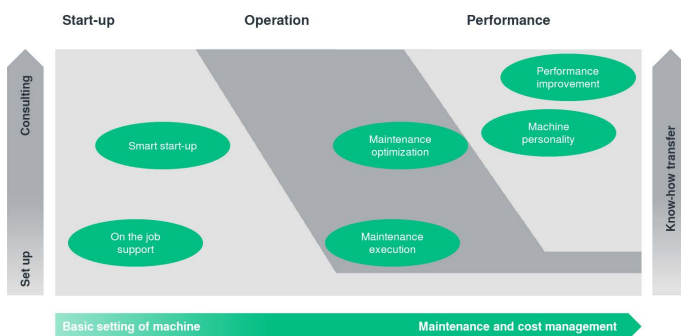 Start-up
Operation
Performance
Consulting
Set up
Performance
improvement
Machine
personality
Smart start-up
Maintenance
optimization
On the job
support
Maintenance
execution
Know-how transfer
Basic setting of machine
Maintenance and cost management